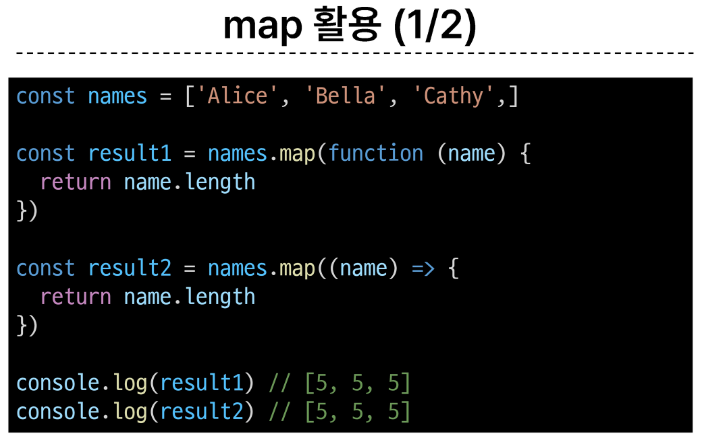 map 활용 (1/2)
const names = ['Alice', 'Bella', 'Cathy',]
const result1 = names.map(function (name) {
  return name.length
})
const result2 = names.map((name) => {
  return name.length
})
console.log(result1) // [5, 5, 5]
console.log(result2) // [5, 5, 5]